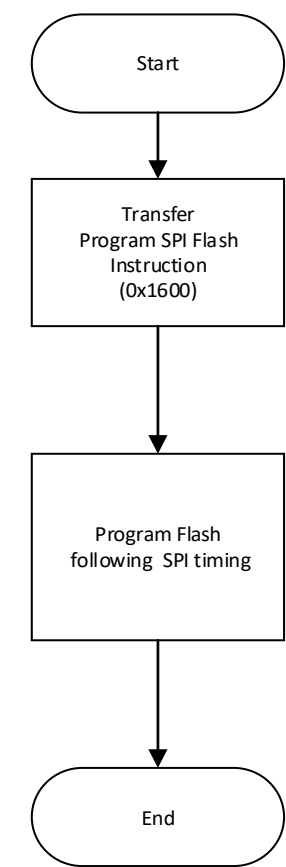 Start
Transfer
Program SPI Flash
Instruction
(0x1600)
Program Flash
following SPI timing
End